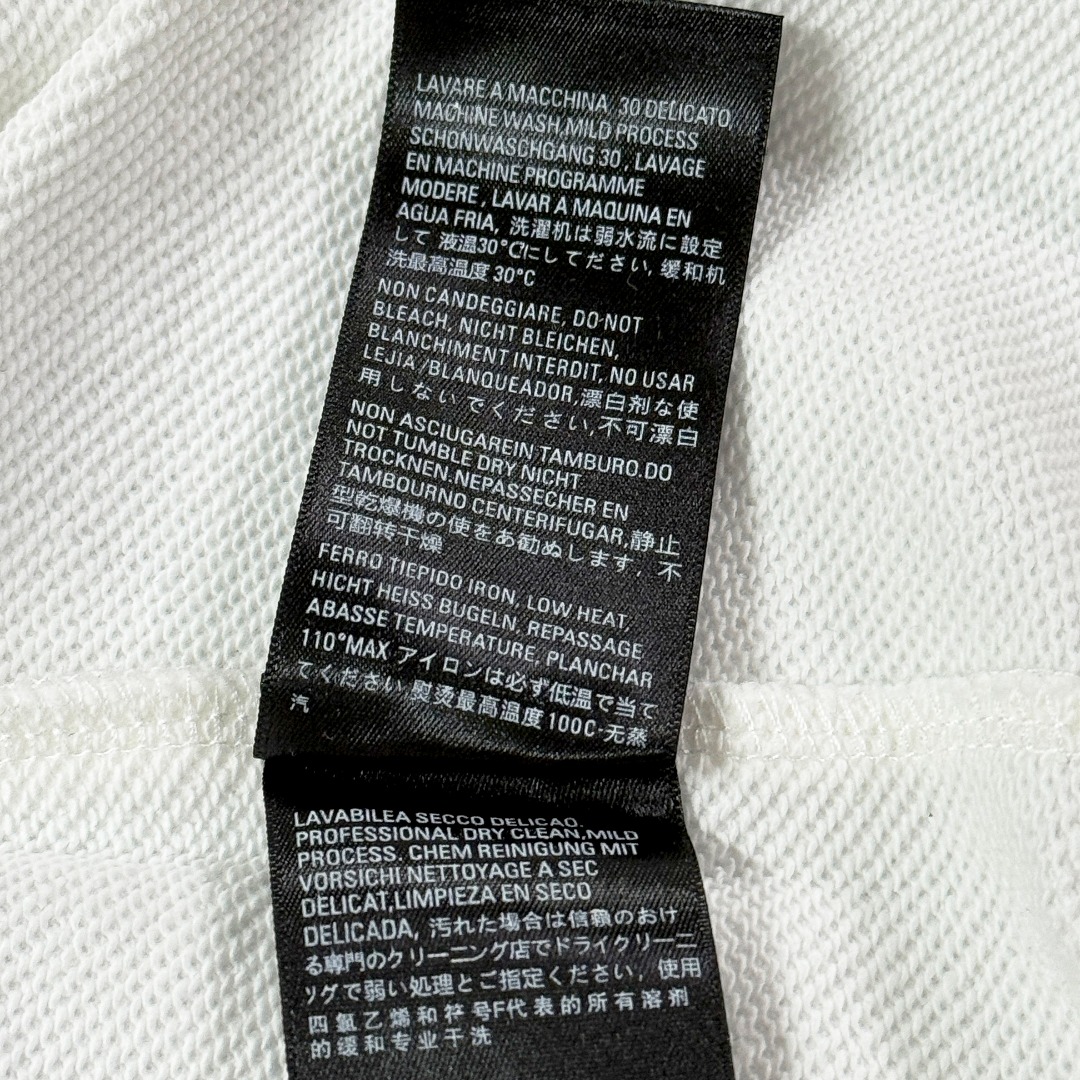 LAVARE A MACCHINA, 30 DELICATO
MACHINE WASH,MILD PROCESS
SCHONWASCHGANG 30, LAVAGE
EN MACHINE PROGRAMME
MODERE, LAVAR A MAQUINA EN
AGUA FRIA, 洗濯机は弱水流に設定
して 液温30°Cにしてださい, 缓和机
洗最高温度 30°C
NON CANDEGGIARE, DO NOT
BLEACH, NICHT BLEICHEN,
BLANCHIMENT INTERDIT, NO USAR
LEJIA/BLANQUEADOR,漂白剤な使
用しないでください,不可漂白
NON ASCIUGAREIN TAMBURO.DO
NOT TUMBLE DRY NICHT
TROCKNEN.NEPASSECHER EN
TAMBOURNO CENTERIFUGAR,静止
型乾爆機の使をあ勧ぬします, 不
可翻转干燥
FERRO TIEPIDO IRON, LOW HEAT,
HICHT HEISS BUGELN, REPASSAGE
ABASSE TEMPERATURE, PLANCHAR
110°MAX アイロンは必ず低温で当て
てください,熨烫最高温度100C-无蒸
汽
LAVABILEA SECCO DELICAO.
PROFESSIONAL DRY CLEAN,MILD
PROCESS. CHEM REINIGUNG MIT
VORSICHI NETTOYAGE A SEC
DELICAT,LIMPIEZA EN SECO
DELICADA, 汚れた場合は信頼のおけ
る専門のクリーニング店でドライクリーニ
ソグで弱い処理とご指定ください, 使用
四氯乙烯和符号F代表的所有溶剂
的缓和专业干洗